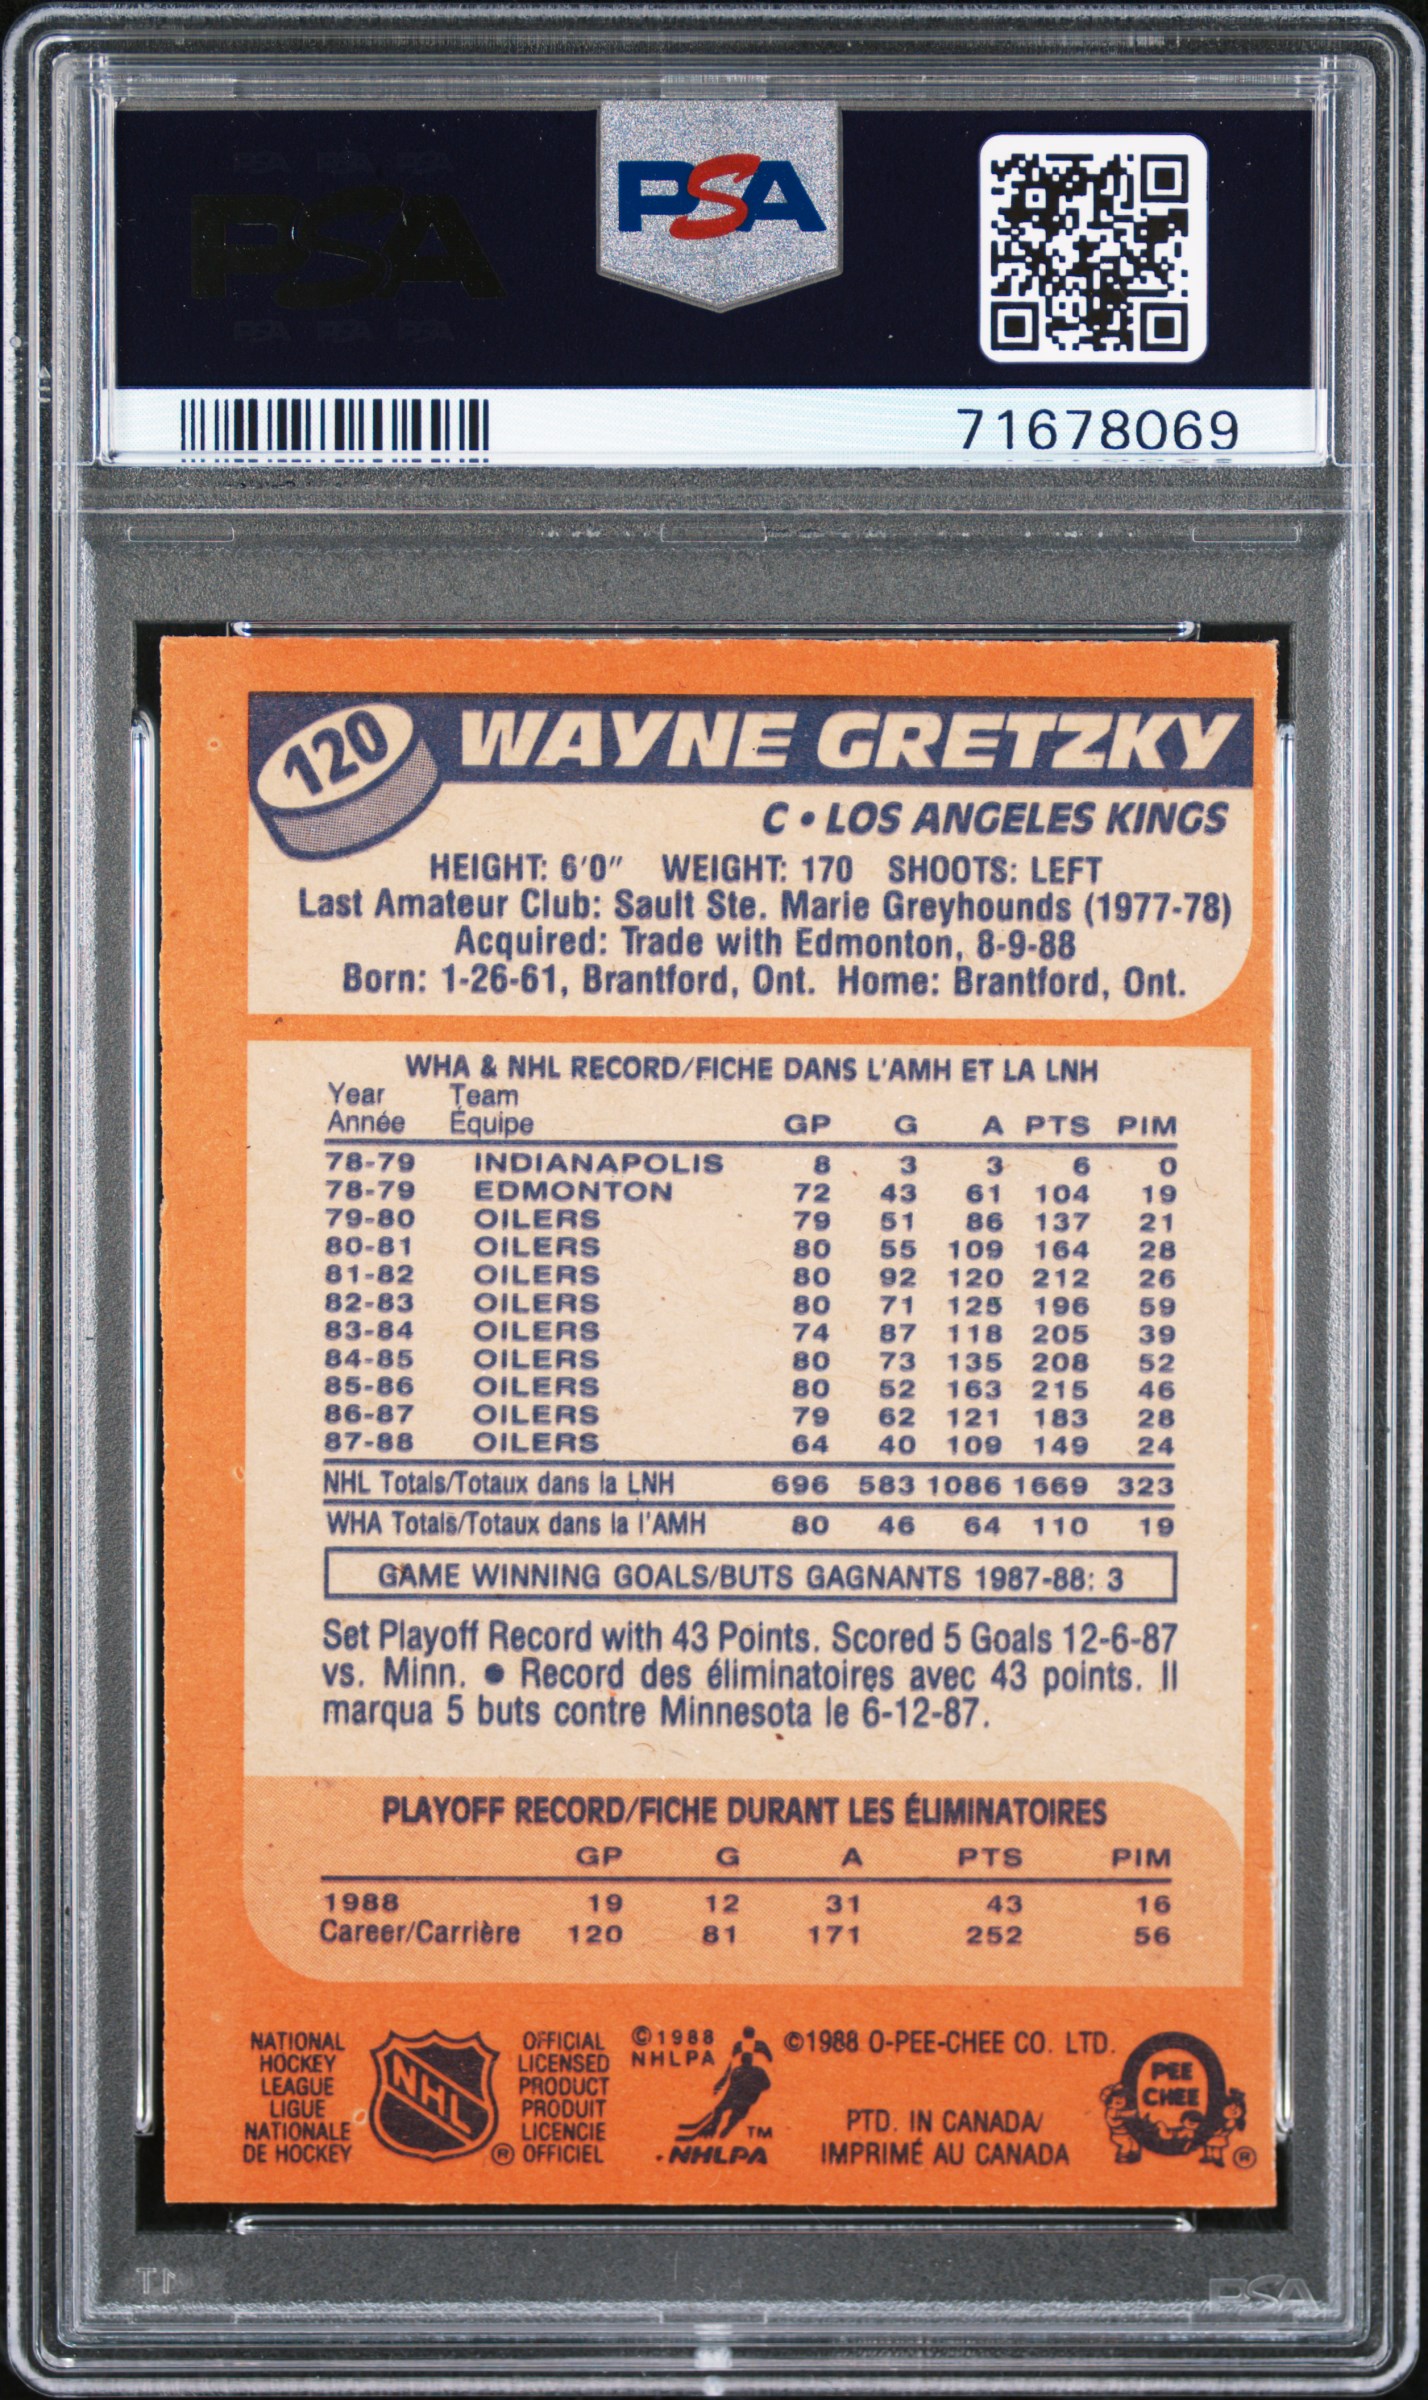 PSA
PSA
71678069
120 WAYNE GRETZKY
C • LOS ANGELES KINGS
HEIGHT: 6'0" WEIGHT: 170 SHOOTS: LEFT
Last Amateur Club: Sault Ste. Marie Greyhounds (1977-78)
Acquired: Trade with Edmonton, 8-9-88
Born: 1-26-61, Brantford, Ont. Home: Brantford, Ont.
WHA & NHL RECORD/FICHE DANS L'AMH ET LA LNH
Year Team
Année Équipe GP G A PTS PIM
78-79 INDIANAPOLIS 8 3 3 6 0
78-79 EDMONTON 72 43 61 104 19
79-80 OILERS 79 51 86 137 21
80-81 OILERS 80 55 109 164 28
81-82 OILERS 80 92 120 212 26
82-83 OILERS 80 71 125 196 59
83-84 OILERS 74 87 118 205 39
84-85 OILERS 80 73 135 208 52
85-86 OILERS 80 52 163 215 46
86-87 OILERS 79 62 121 183 28
87-88 OILERS 64 40 109 149 24
NHL Totals/Totaux dans la LNH 696 583 1086 1669 323
WHA Totals/Totaux dans la l'AMH 80 46 64 110 19
GAME WINNING GOALS/BUTS GAGNANTS 1987-88: 3
Set Playoff Record with 43 Points. Scored 5 Goals 12-6-87
vs. Minn. • Record des éliminatoires avec 43 points. Il
marqua 5 buts contre Minnesota le 6-12-87.
PLAYOFF RECORD/FICHE DURANT LES ÉLIMINATOIRES
GP G A PTS PIM
1988 19 12 31 43 16
Career/Carrière 120 81 171 252 56
NATIONAL
HOCKEY
LEAGUE
LIGUE
NATIONALE
DE HOCKEY
NHL
OFFICIAL
LICENSED
PRODUCT
PRODUIT
LICENCIE
® OFFICIEL
©1988
NHLPA
TM
NHLPA
©1988 O-PEE-CHEE CO. LTD.
PTD. IN CANADA/
IMPRIMÉ AU CANADA
PEE
CHEE
®
PSA